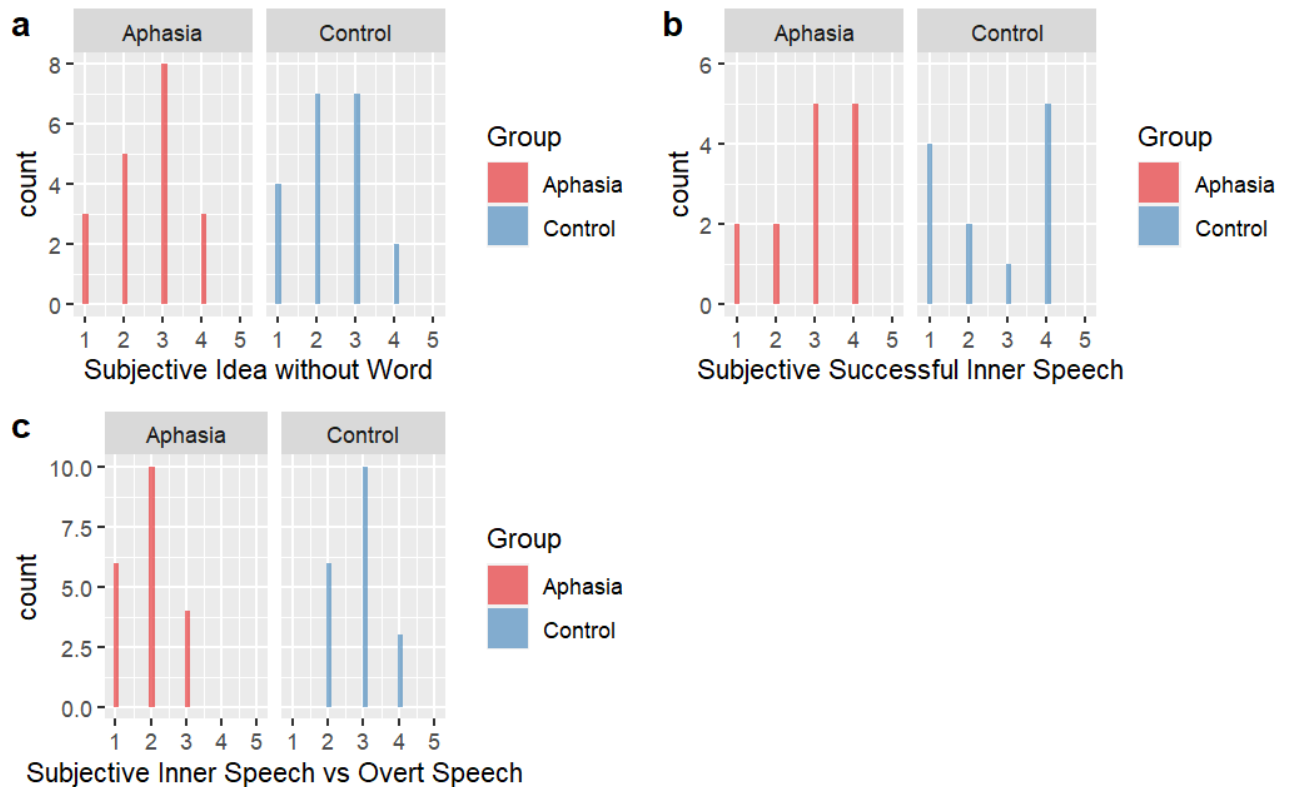 a
Aphasia Control
8
6
4
2
0
count
1 2 3 4 5 1 2 3 4 5
Subjective Idea without Word
Group
Aphasia
Control
b
Aphasia Control
6
4
2
0
count
1 2 3 4 5 1 2 3 4 5
Subjective Successful Inner Speech
Group
Aphasia
Control
c
Aphasia Control
10.0
7.5
5.0
2.5
0.0
count
1 2 3 4 5 1 2 3 4 5
Subjective Inner Speech vs Overt Speech
Group
Aphasia
Control